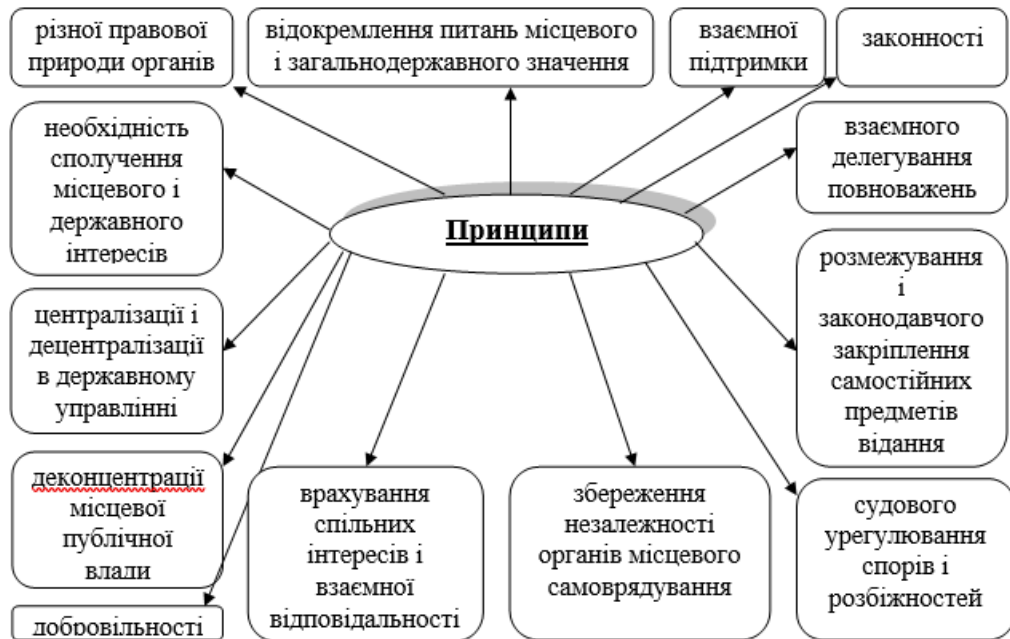 різної правової
природи органів
відокремлення питань місцевого
і загальнодержавного значення
взаємної
підтримки
законності
необхідність
сполучення
місцевого і
державного
інтересів
взаємного
делегування
повноважень
Принципи
централізації і
децентралізації
в державному
управлінні
розмежування
і
законодавчого
закріплення
самостійних
предметів
відання
деконцентрації
місцевої
публічної
влади
врахування
спільних
інтересів і
взаємної
відповідальності
збереження
незалежності
органів місцевого
самоврядування
судового
урегулювання
спорів і
розбіжностей
добровільності